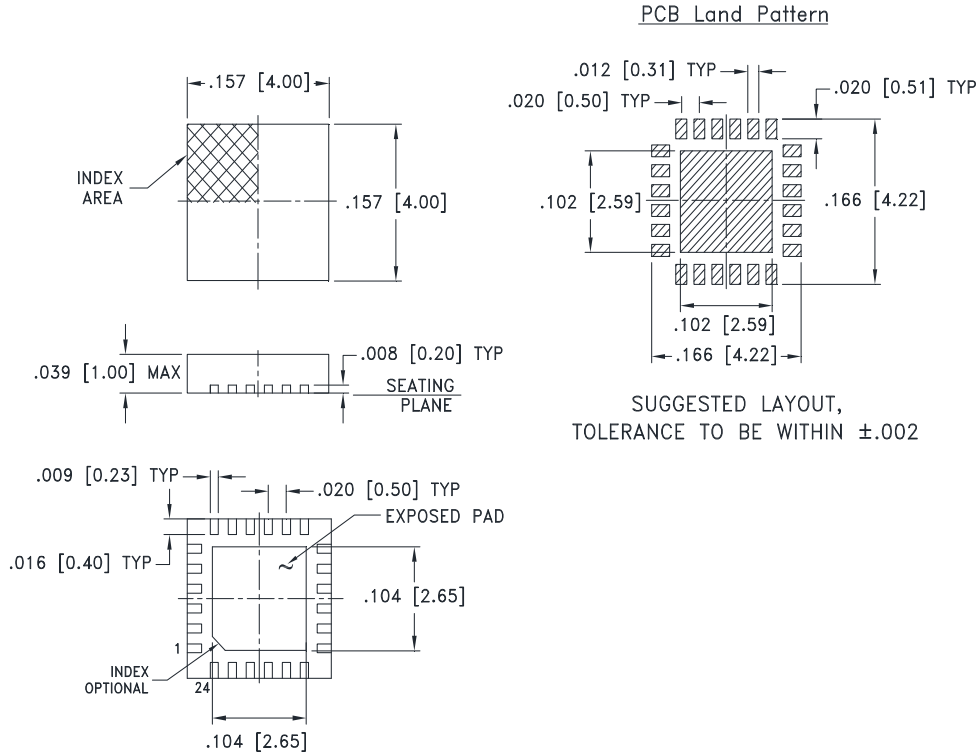 PCB Land Pattern
.157 [4.00]
INDEX
AREA
.157 [4.00]
.012 [0.31] TYP
.020 [0.50] TYP
.020 [0.51] TYP
.102 [2.59]
.166 [4.22]
.102 [2.59]
.166 [4.22]
SUGGESTED LAYOUT,
TOLERANCE TO BE WITHIN ±.002
.039 [1.00] MAX
.008 [0.20] TYP
SEATING
PLANE
.009 [0.23] TYP
.020 [0.50] TYP
EXPOSED PAD
.016 [0.40] TYP
.104 [2.65]
1
INDEX
OPTIONAL
24
.104 [2.65]